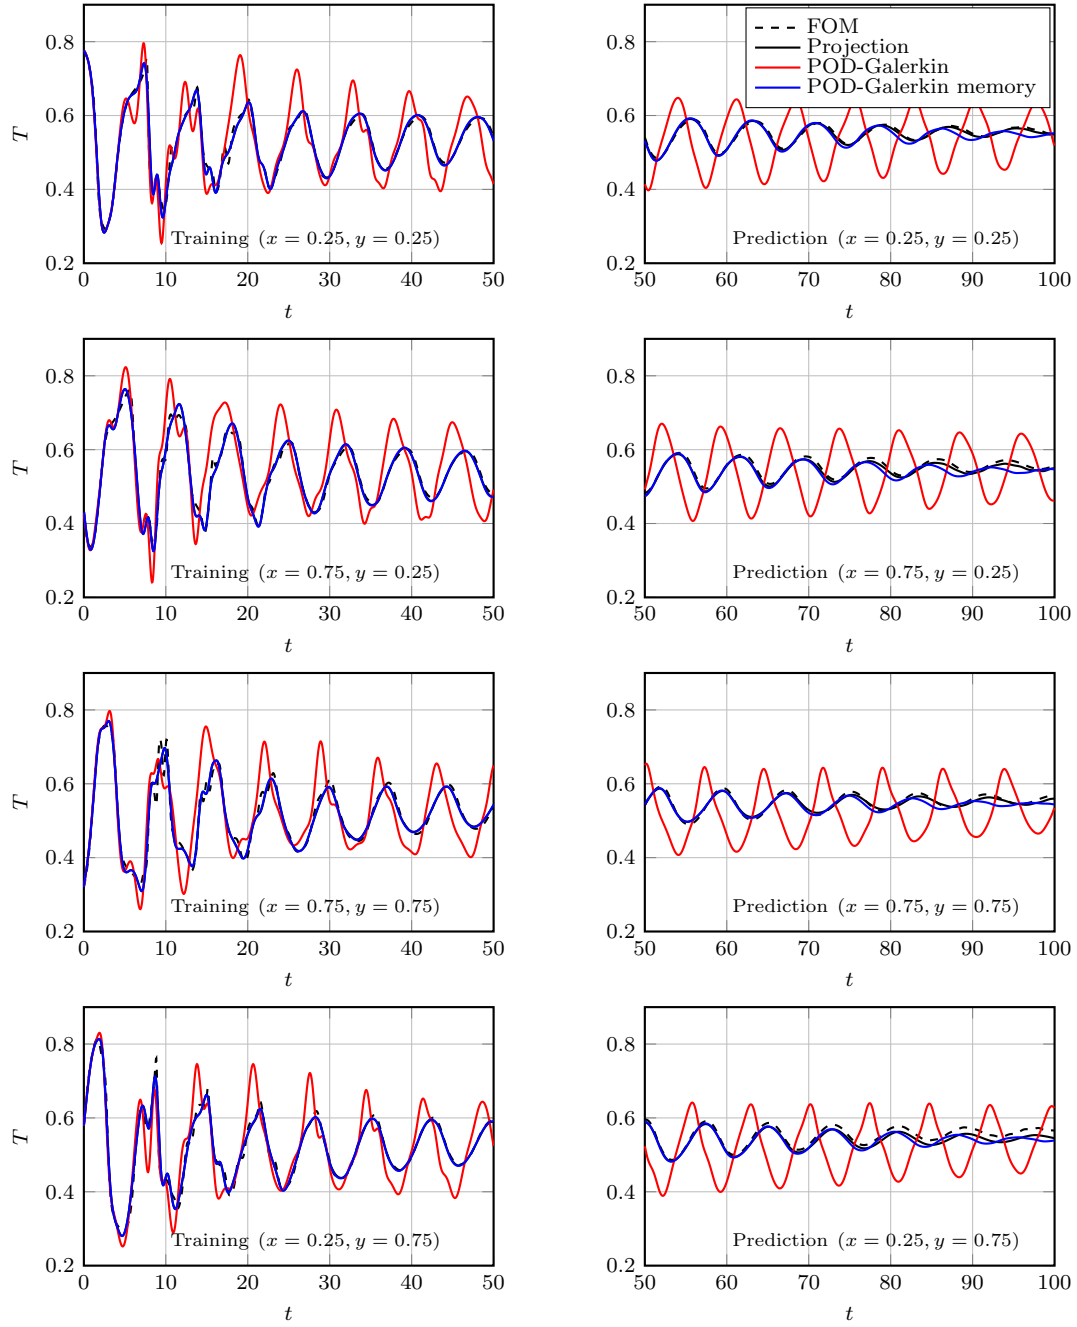 FOM
Projection
POD-Galerkin
POD-Galerkin memory
0.8
0.6
0.4
0.2
T
Training (x = 0.25, y = 0.25)
0 10 20 30 40 50
t
0.8
0.6
0.4
0.2
Prediction (x = 0.25, y = 0.25)
50 60 70 80 90 100
t
0.8
0.6
0.4
0.2
T
Training (x = 0.75, y = 0.25)
0 10 20 30 40 50
t
0.8
0.6
0.4
0.2
Prediction (x = 0.75, y = 0.25)
50 60 70 80 90 100
t
0.8
0.6
0.4
0.2
T
Training (x = 0.75, y = 0.75)
0 10 20 30 40 50
t
0.8
0.6
0.4
0.2
Prediction (x = 0.75, y = 0.75)
50 60 70 80 90 100
t
0.8
0.6
0.4
0.2
T
Training (x = 0.25, y = 0.75)
0 10 20 30 40 50
t
0.8
0.6
0.4
0.2
Prediction (x = 0.25, y = 0.75)
50 60 70 80 90 100
t